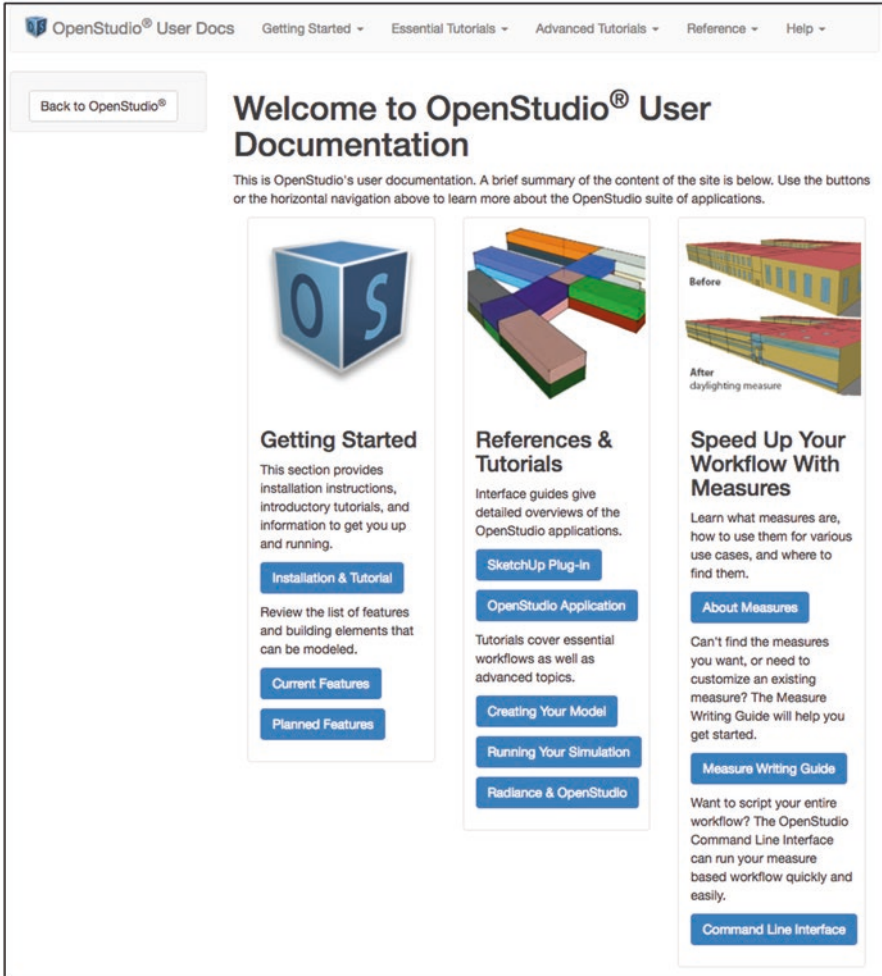 OpenStudio® User Docs
Getting Started
Essential Tutorials
Advanced Tutorials
Reference
Help
Back to OpenStudio®
Welcome to OpenStudio® User
Documentation
This is OpenStudio's user documentation. A brief summary of the content of the site is below. Use the buttons
or the horizontal navigation above to learn more about the OpenStudio suite of applications.
OS
Getting Started
This section provides
installation instructions,
introductory tutorials, and
information to get you up
and running.
Installation & Tutorial
Review the list of features
and building elements that
can be modeled.
Current Features
Planned Features
References &
Tutorials
Interface guides give
detailed overviews of the
OpenStudio applications.
SketchUp Plug-in
OpenStudio Application
Tutorials cover essential
workflows as well as
advanced topics.
Creating Your Model
Running Your Simulation
Radiance & OpenStudio
Before
After
daylighting measure
Speed Up Your
Workflow With
Measures
Learn what measures are,
how to use them for various
use cases, and where to
find them.
About Measures
Can't find the measures
you want, or need to
customize an existing
measure? The Measure
Writing Guide will help you
get started.
Measure Writing Guide
Want to script your entire
workflow? The OpenStudio
Command Line Interface
can run your measure
based workflow quickly and
easily.
Command Line Interface